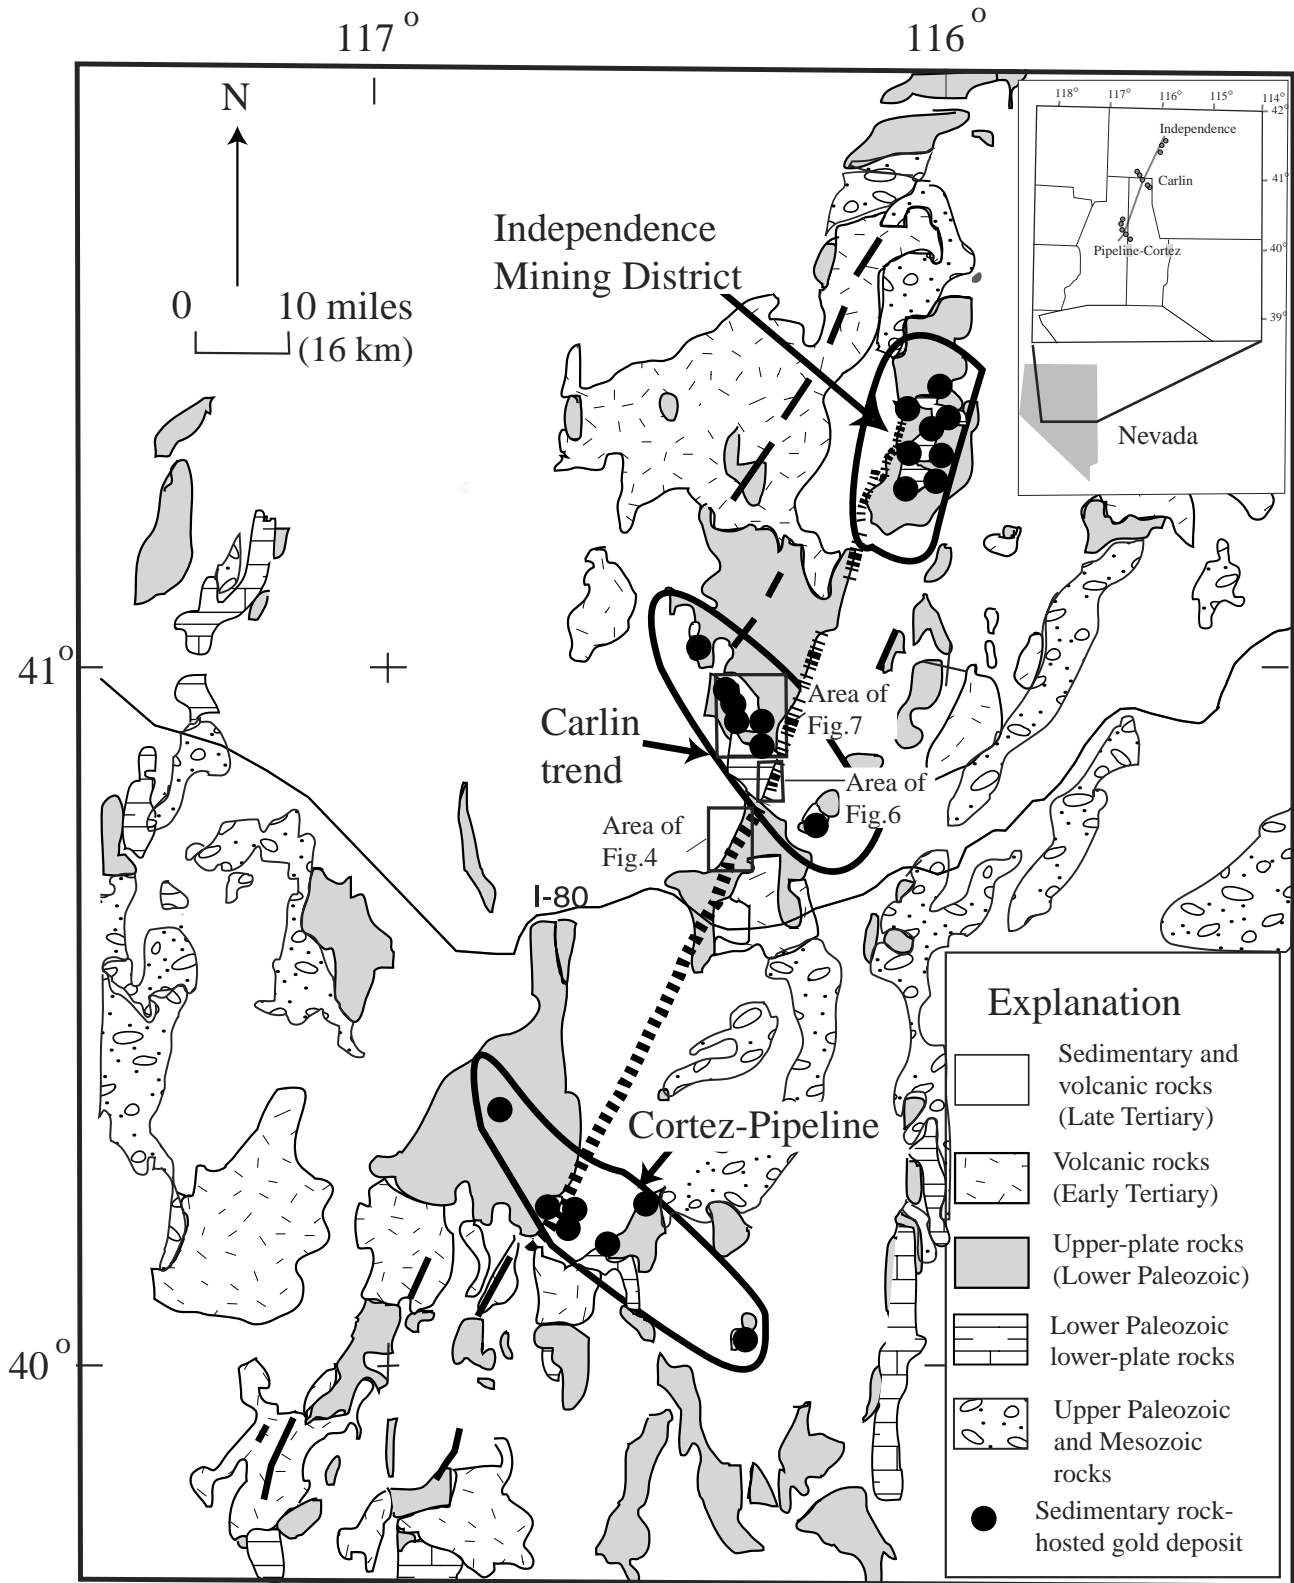 117°
116°
N
0 10 miles
(16 km)
Independence
Mining District
118° 117° 116° 115° 114°
42°
Independence
41°
Carlin
40°
Pipeline-Cortez
39°
Nevada
41°
Area of
Fig.7
Carlin
trend
Area of
Fig.6
Area of
Fig.4
I-80
Cortez-Pipeline
40°
Explanation
Sedimentary and
volcanic rocks
(Late Tertiary)
Volcanic rocks
(Early Tertiary)
Upper-plate rocks
(Lower Paleozoic)
Lower Paleozoic
lower-plate rocks
Upper Paleozoic
and Mesozoic
rocks
Sedimentary rock-
hosted gold deposit